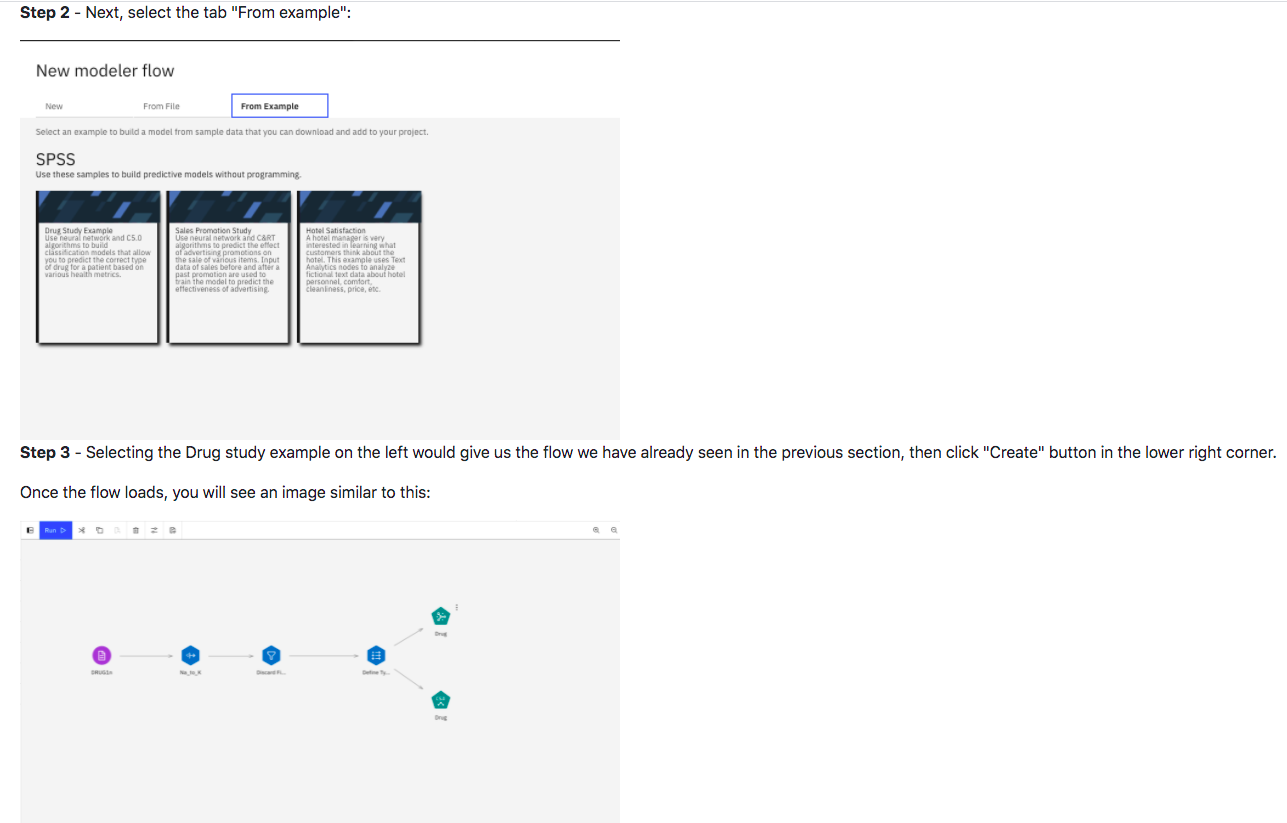 Step 2 - Next, select the tab "From example":
New modeler flow
New From File From Example
Select an example to build a model from sample data that you can download and add to your project.
SPSS
Use these samples to build predictive models without programming.
Drug Study Example
Use neural network and C5.0
algorithms to build
classification models that allow
you to predict the correct type
of drug for a patient based on
various health metrics.
Sales Promotion Study
Use neural network and C&RT
algorithms to predict the effect
of advertising promotions on
the sale of various items. Input
data of sales before and after a
past promotion are used to
train the model to predict the
effectiveness of advertising.
Hotel Satisfaction
A hotel manager is very
interested in learning what
customers think about the
hotel. This example uses Text
Analytics nodes to analyze
fictional text data about hotel
personnel, comfort,
cleanliness, price, etc.
Step 3 - Selecting the Drug study example on the left would give us the flow we have already seen in the previous section, then click "Create" button in the lower right corner.
Once the flow loads, you will see an image similar to this:
Run
Drug
DRUG1n Na_to_K Discard Fi... Define Ty...
Drug